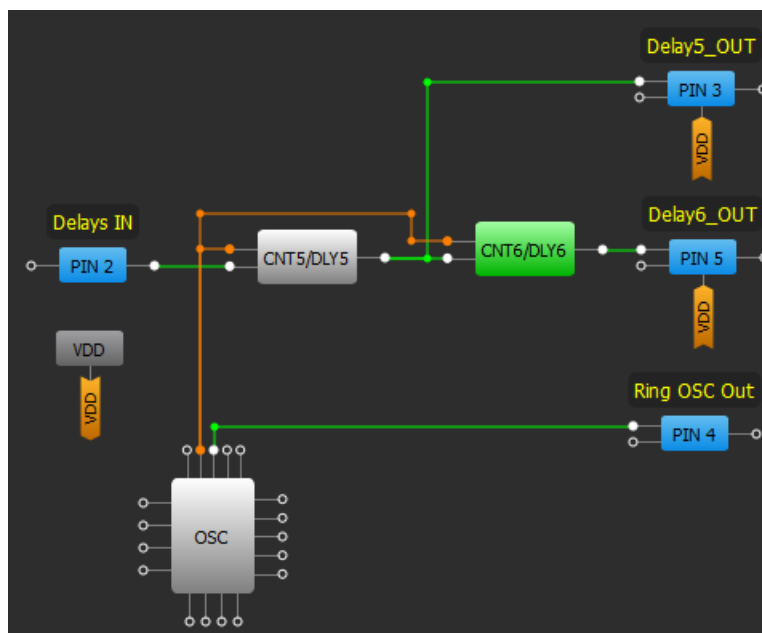 Delay5_OUT
PIN 3
VDD
Delays IN
Delay6_OUT
CNT5/DLY5
CNT6/DLY6
PIN 2
PIN 5
VDD
VDD
VDD
Ring OSC Out
PIN 4
OSC